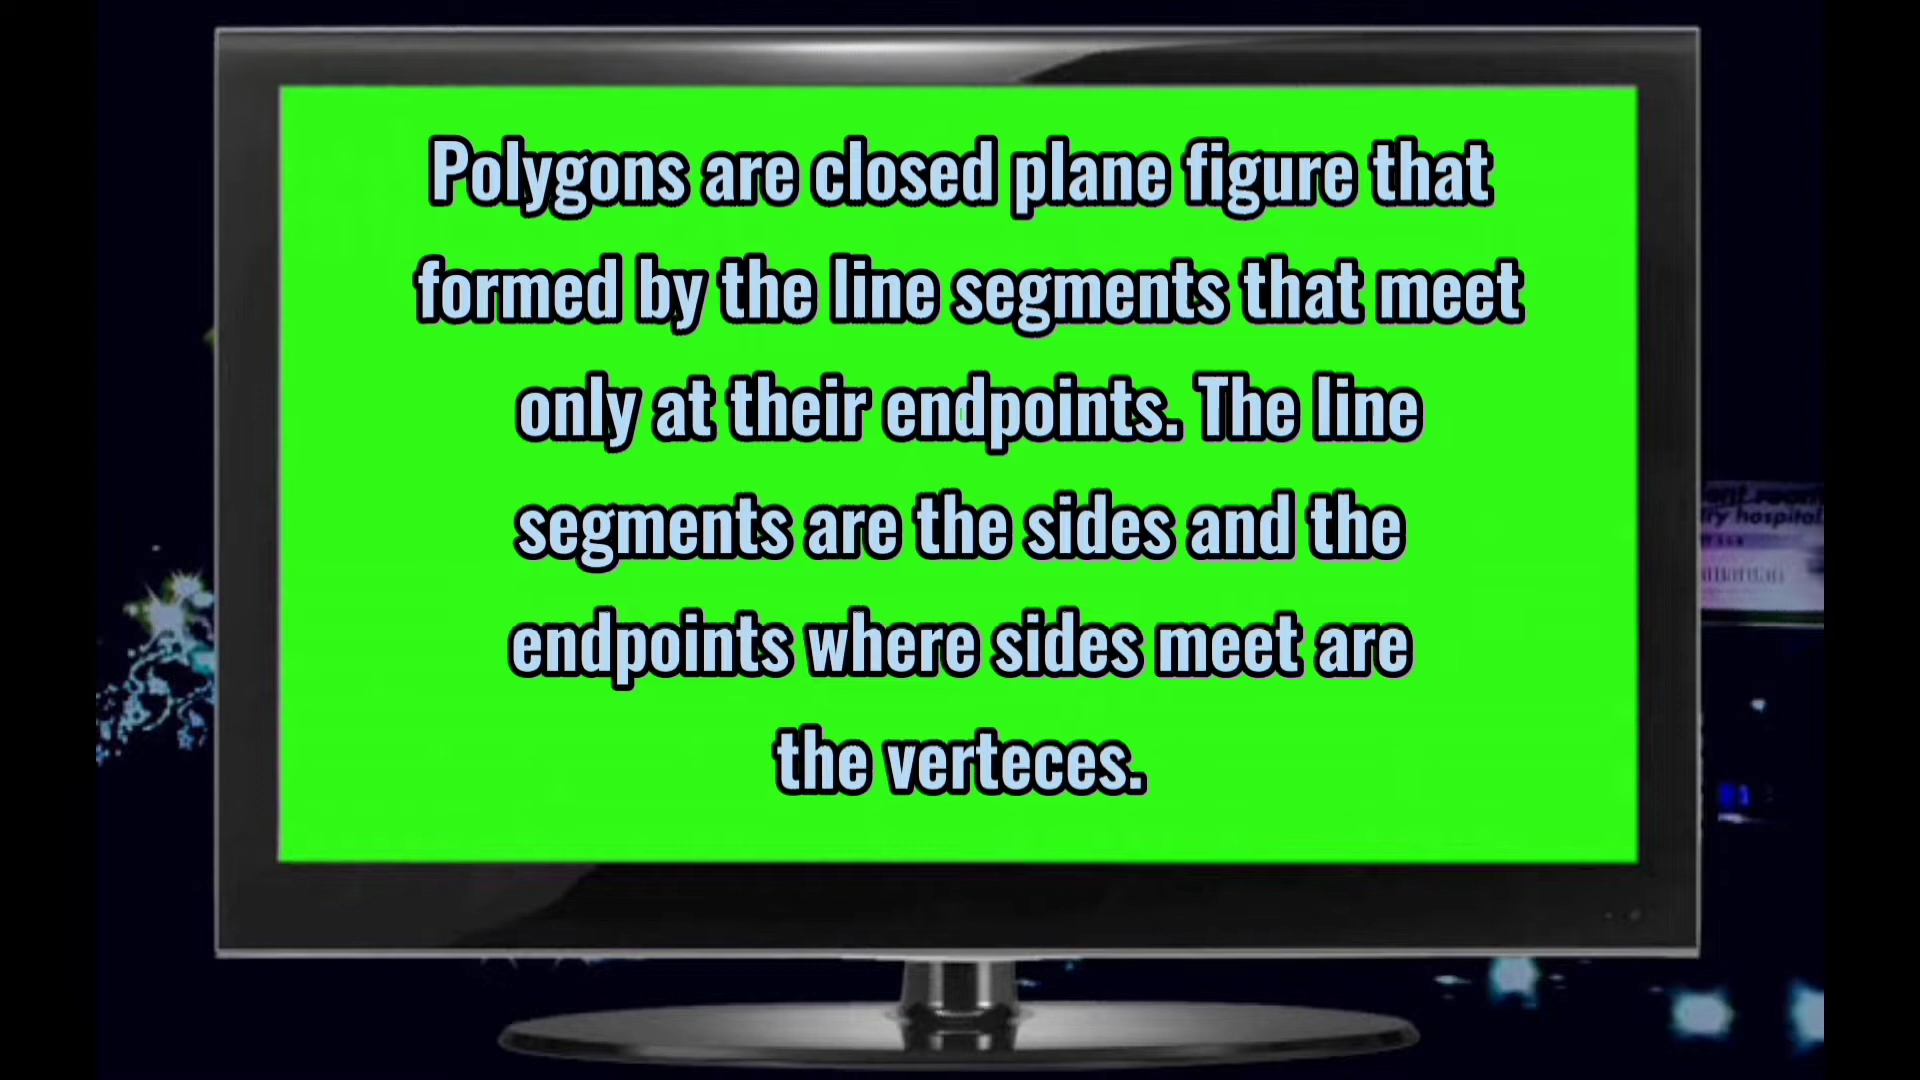 Polygons are closed plane figure that
formed by the line segments that meet
only at their endpoints. The line
segments are the sides and the
endpoints where sides meet are
the verteces.
hospital